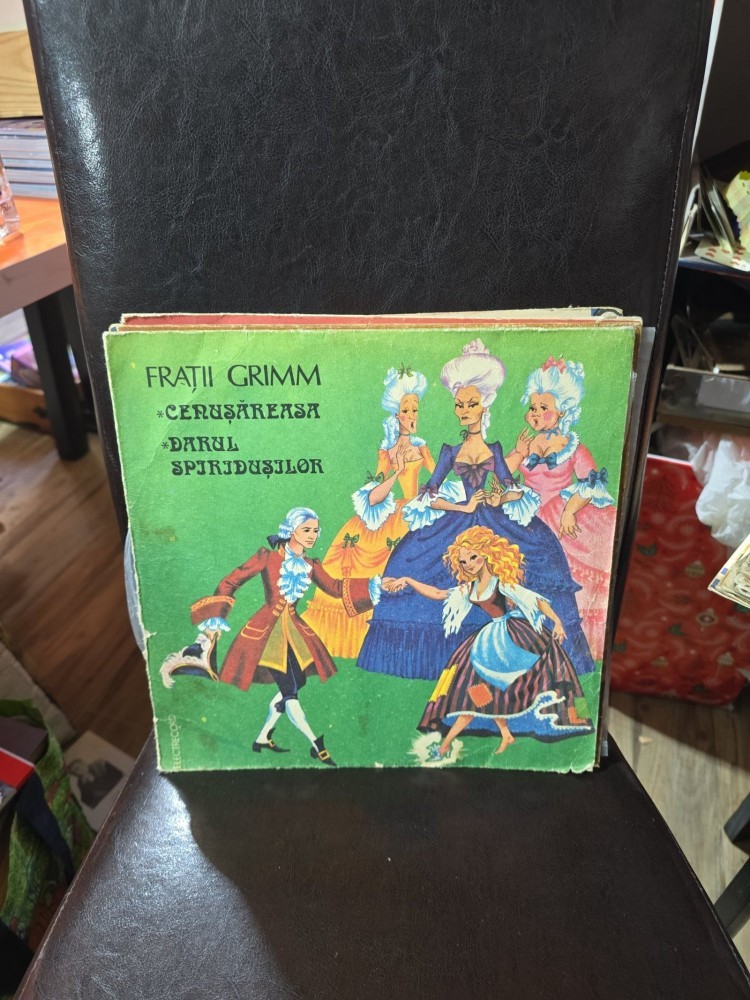 FRAȚII GRIMM
*CENUȘĂREASA
*DARUL
SPIRIDUȘILOR
ELECTRECORD